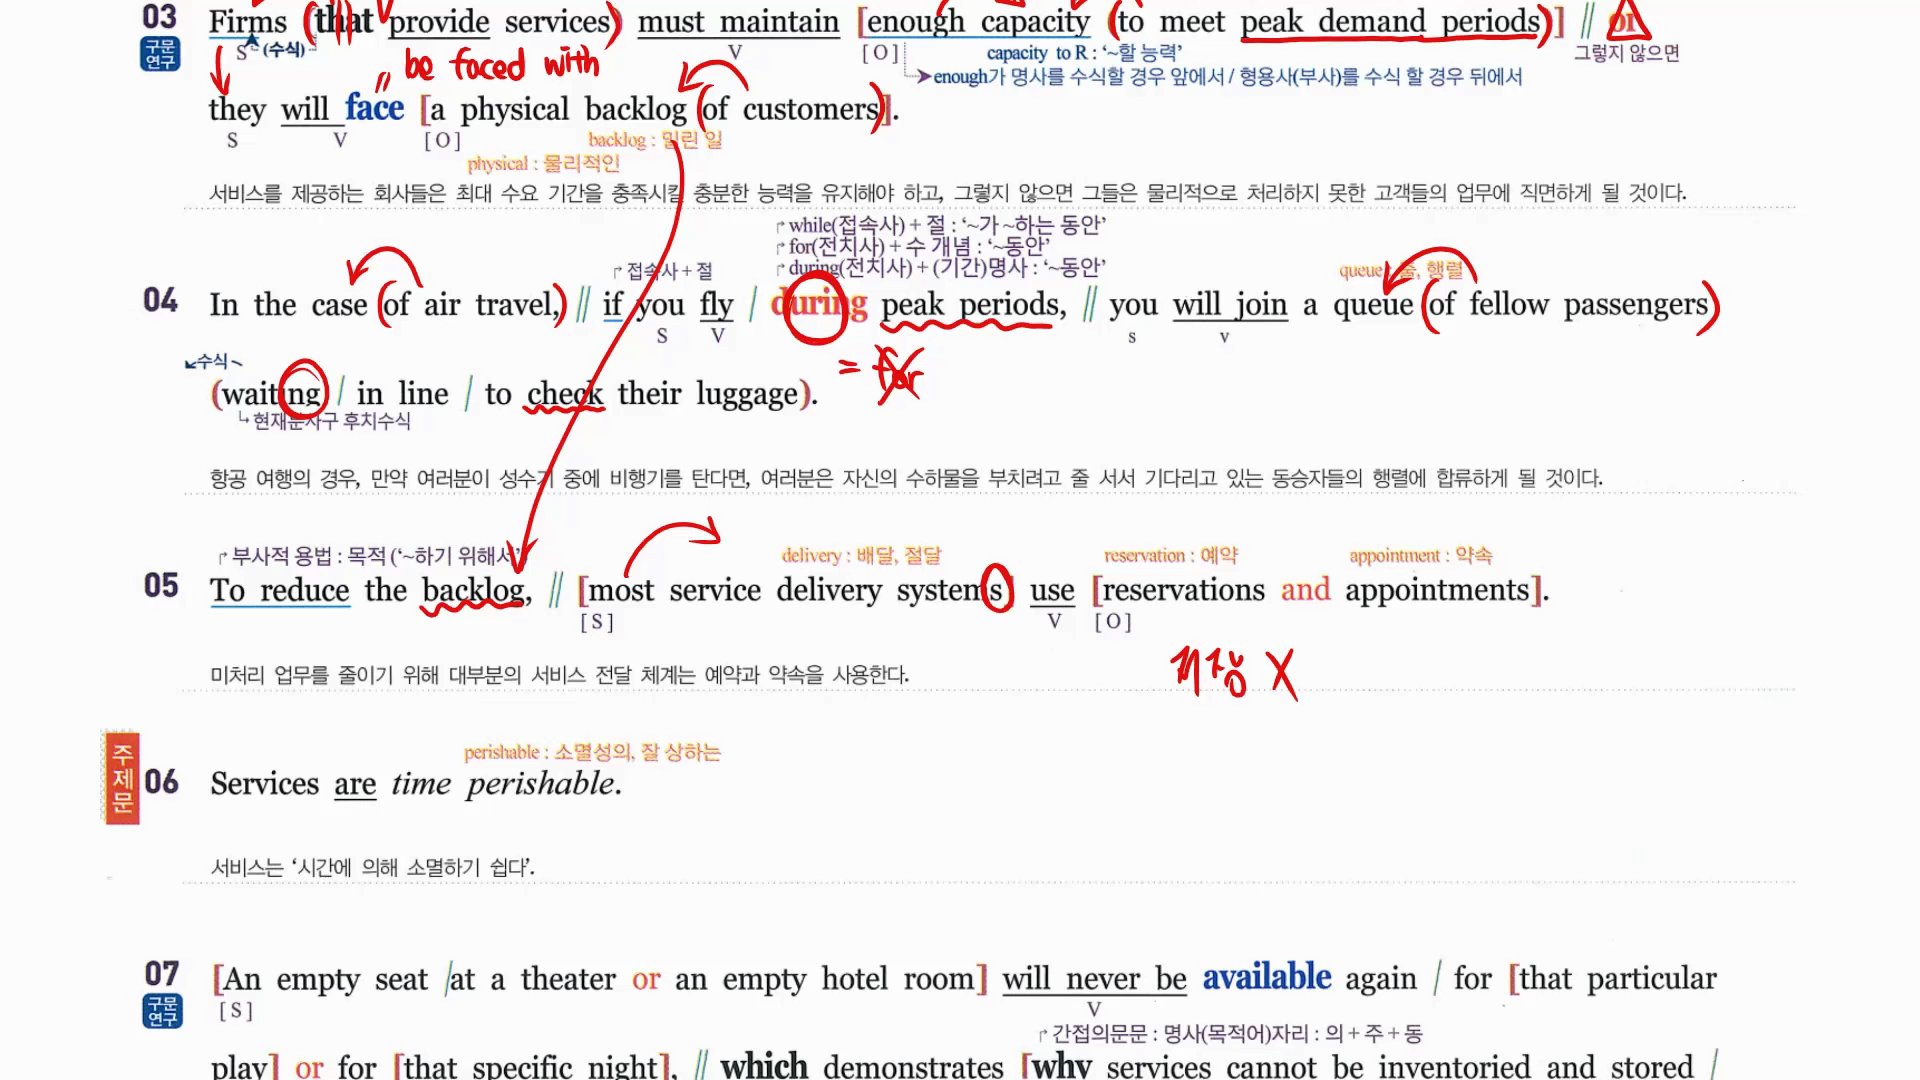 03 Firms (that provide services) must maintain [enough capacity (to meet peak demand periods)] // or
구문연구 S (수식) V [ O ] capacity to R : ‘~할 능력’ 그렇지 않으면
be faced with enough가 명사를 수식할 경우 앞에서 / 형용사(부사)를 수식 할 경우 뒤에서
they will face [a physical backlog (of customers)].
S V [ O ] backlog : 밀린 일
physical : 물리적인
서비스를 제공하는 회사들은 최대 수요 기간을 충족시킬 충분한 능력을 유지해야 하고, 그렇지 않으면 그들은 물리적으로 처리하지 못한 고객들의 업무에 직면하게 될 것이다.
while(접속사) + 절 : ‘~가 ~하는 동안’
for(전치사) + 수 개념 : ‘~동안’
접속사 + 절 during(전치사) + (기간)명사 : ‘~동안’ queue : 줄, 행렬
04 In the case (of air travel,) // if you fly / during peak periods, // you will join a queue (of fellow passengers)
S V s v
수식 = for
(waiting / in line / to check their luggage).
현재분사구 후치수식
항공 여행의 경우, 만약 여러분이 성수기 중에 비행기를 탄다면, 여러분은 자신의 수하물을 부치려고 줄 서서 기다리고 있는 동승자들의 행렬에 합류하게 될 것이다.
부사적 용법 : 목적 (‘~하기 위해서’) delivery : 배달, 절달 reservation : 예약 appointment : 약속
05 To reduce the backlog, // [most service delivery systems] use [reservations and appointments].
[ S ] V [ O ]
저장 X
미처리 업무를 줄이기 위해 대부분의 서비스 전달 체계는 예약과 약속을 사용한다.
perishable : 소멸성의, 잘 상하는
주제문 06 Services are time perishable.
서비스는 ‘시간에 의해 소멸하기 쉽다’.
07 [An empty seat /at a theater or an empty hotel room] will never be available again / for [that particular
구문연구 [ S ] V
간접의문문 : 명사(목적어)자리 : 의 + 주 + 동
play] or for [that specific night], // which demonstrates [why services cannot be inventoried and stored /